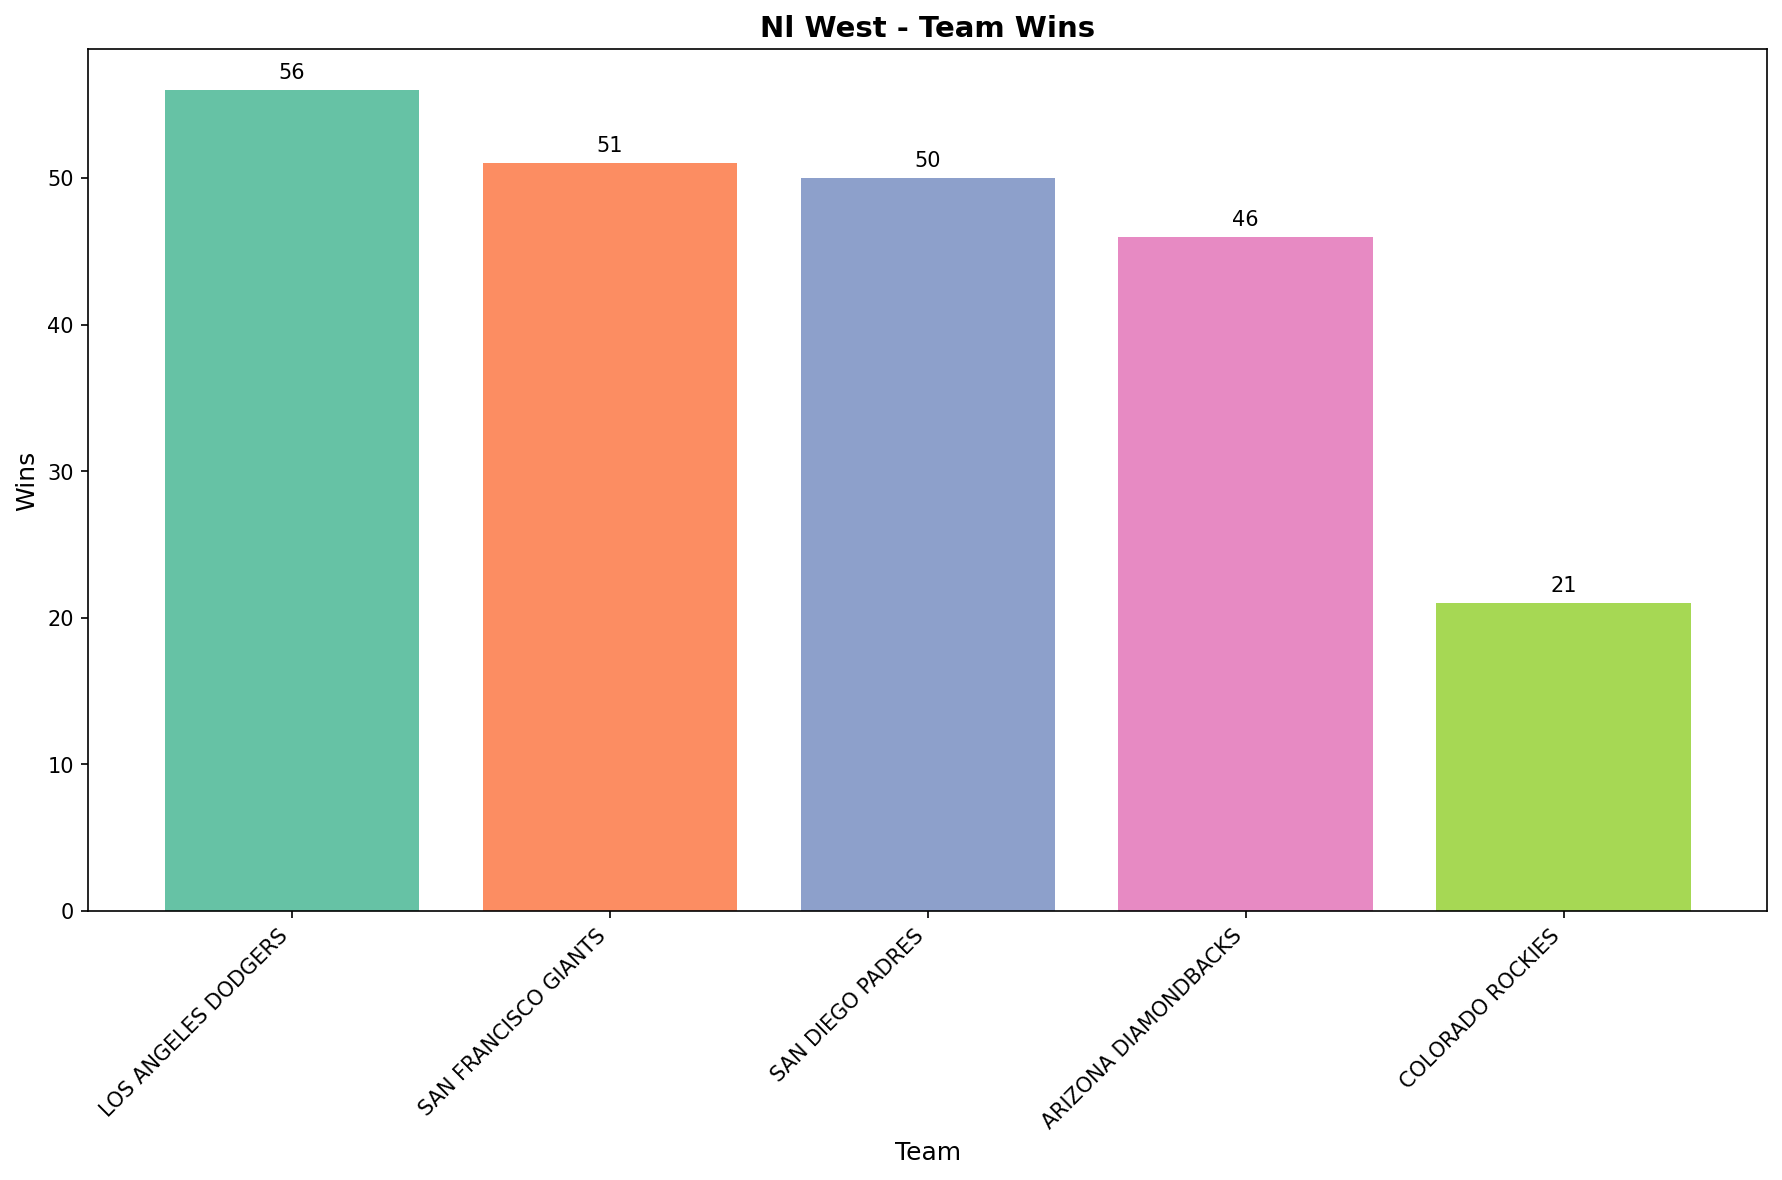 Nl West - Team Wins
56
51
50
46
21
Wins
50
40
30
20
10
0
LOS ANGELES DODGERS
SAN FRANCISCO GIANTS
SAN DIEGO PADRES
ARIZONA DIAMONDBACKS
COLORADO ROCKIES
Team